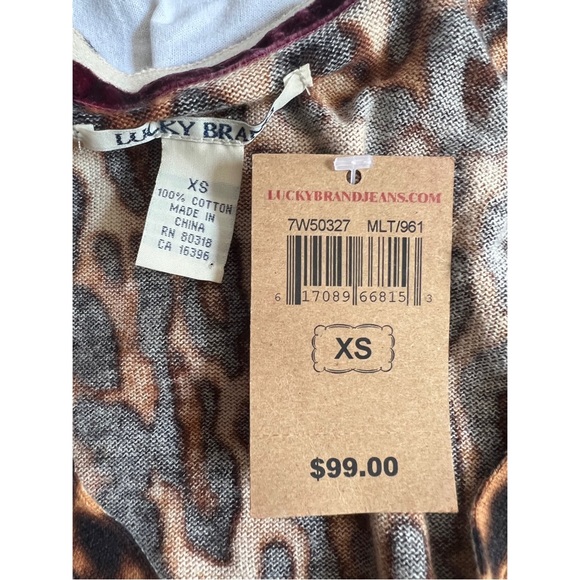 LUCKY BRAN
XS
100% COTTON
MADE IN
CHINA
RN 80318
CA 16396
LUCKYBRANDJEANS.COM
7W50327 MLT/961
6 17089 66815 3
XS
$99.00